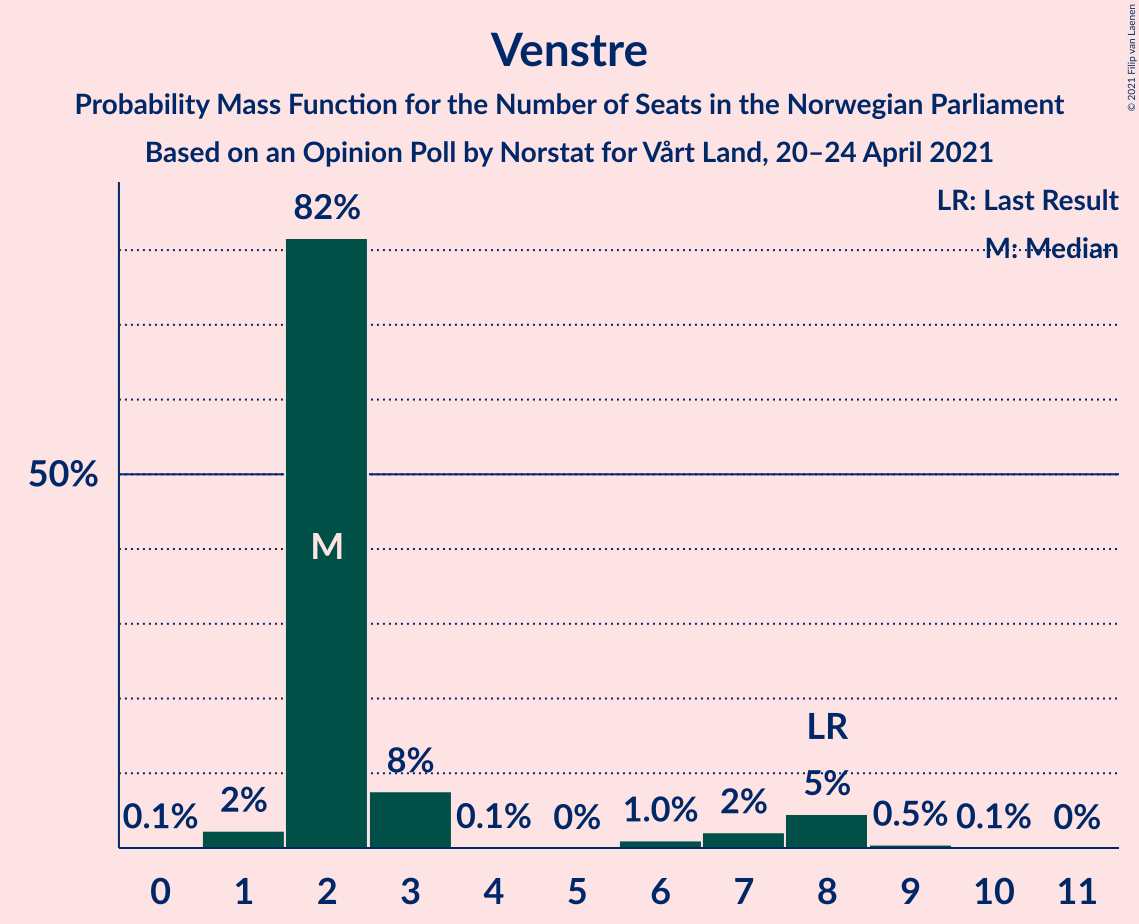 Venstre
Probability Mass Function for the Number of Seats in the Norwegian Parliament
Based on an Opinion Poll by Norstat for Vårt Land, 20–24 April 2021
© 2021 Filip van Laenen
LR: Last Result
M: Median
82%
50%
M
LR
0.1%
2%
8%
0.1%
0%
1.0%
2%
5%
0.5%
0.1%
0%
0 1 2 3 4 5 6 7 8 9 10 11